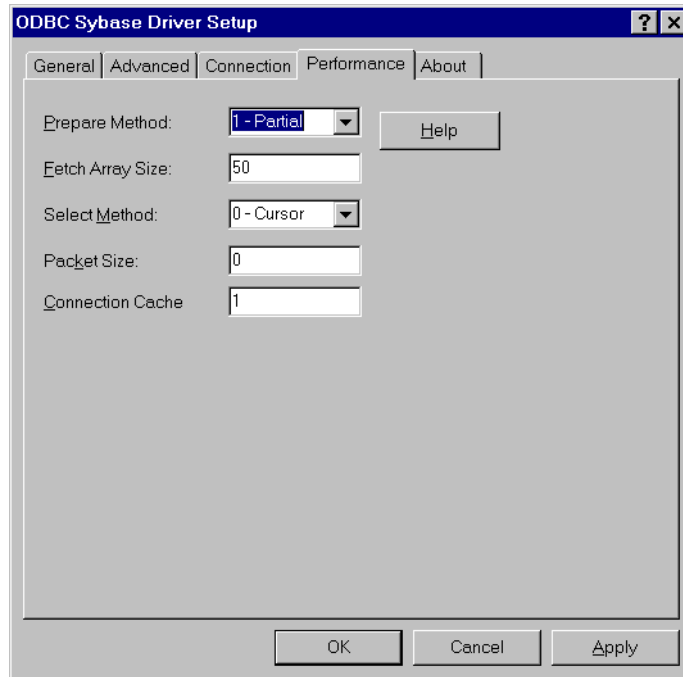 ODBC Sybase Driver Setup
General Advanced Connection Performance About
Prepare Method: 1 - Partial Help
Fetch Array Size: 50
Select Method: 0 - Cursor
Packet Size: 0
Connection Cache 1
OK Cancel Apply